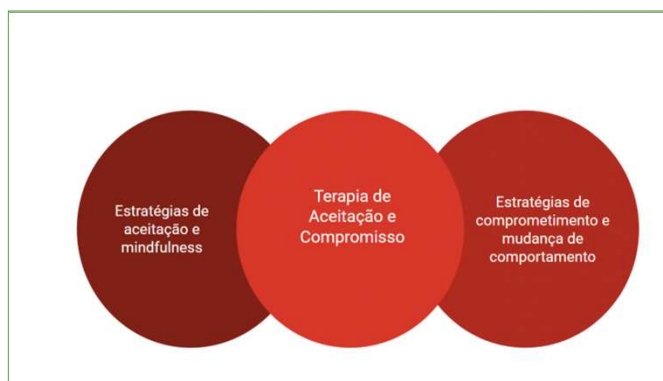 Estratégias de
aceitação e
mindfulness
Terapia de
Aceitação e
Compromisso
Estratégias de
comprometimento e
mudança de
comportamento